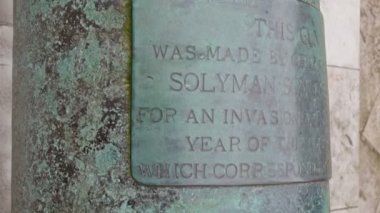 THIS
WAS MADE BY
SOLYMAN
FOR AN INVAS
YEAR OF
WHICH CORRESPON